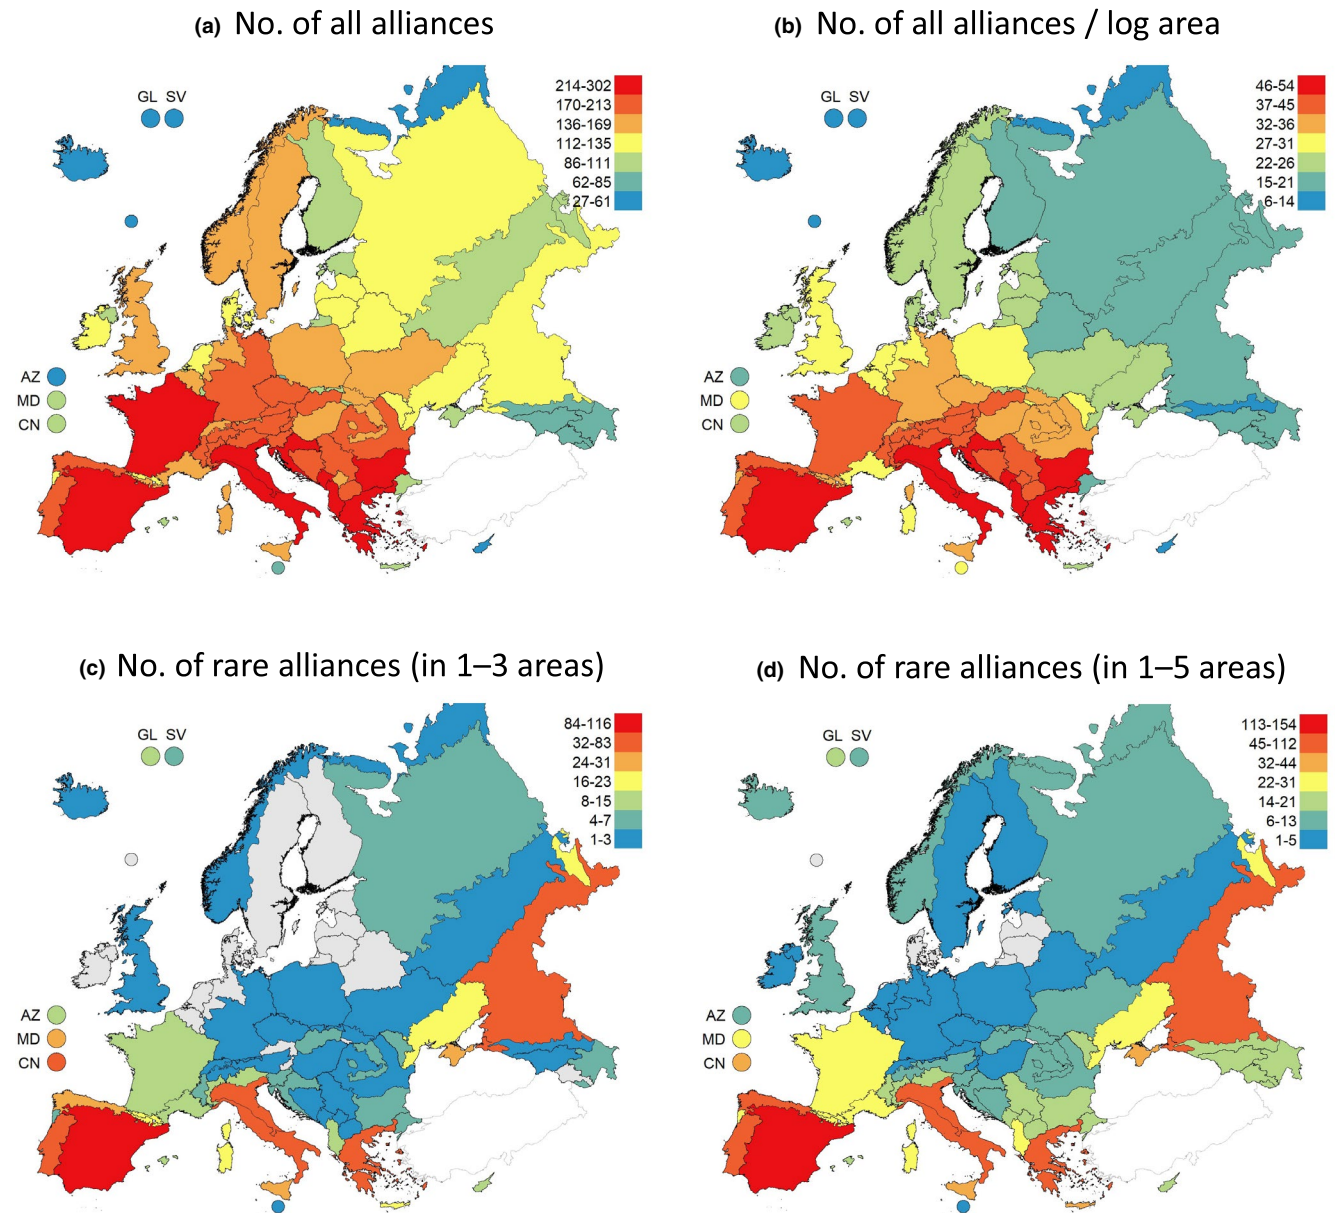 (a) No. of all alliances
GL SV
214-302
170-213
136-169
112-135
86-111
62-85
27-61
AZ
MD
CN
(b) No. of all alliances / log area
GL SV
46-54
37-45
32-36
27-31
22-26
15-21
6-14
AZ
MD
CN
(c) No. of rare alliances (in 1–3 areas)
GL SV
84-116
32-83
24-31
16-23
8-15
4-7
1-3
AZ
MD
CN
(d) No. of rare alliances (in 1–5 areas)
GL SV
113-154
45-112
32-44
22-31
14-21
6-13
1-5
AZ
MD
CN